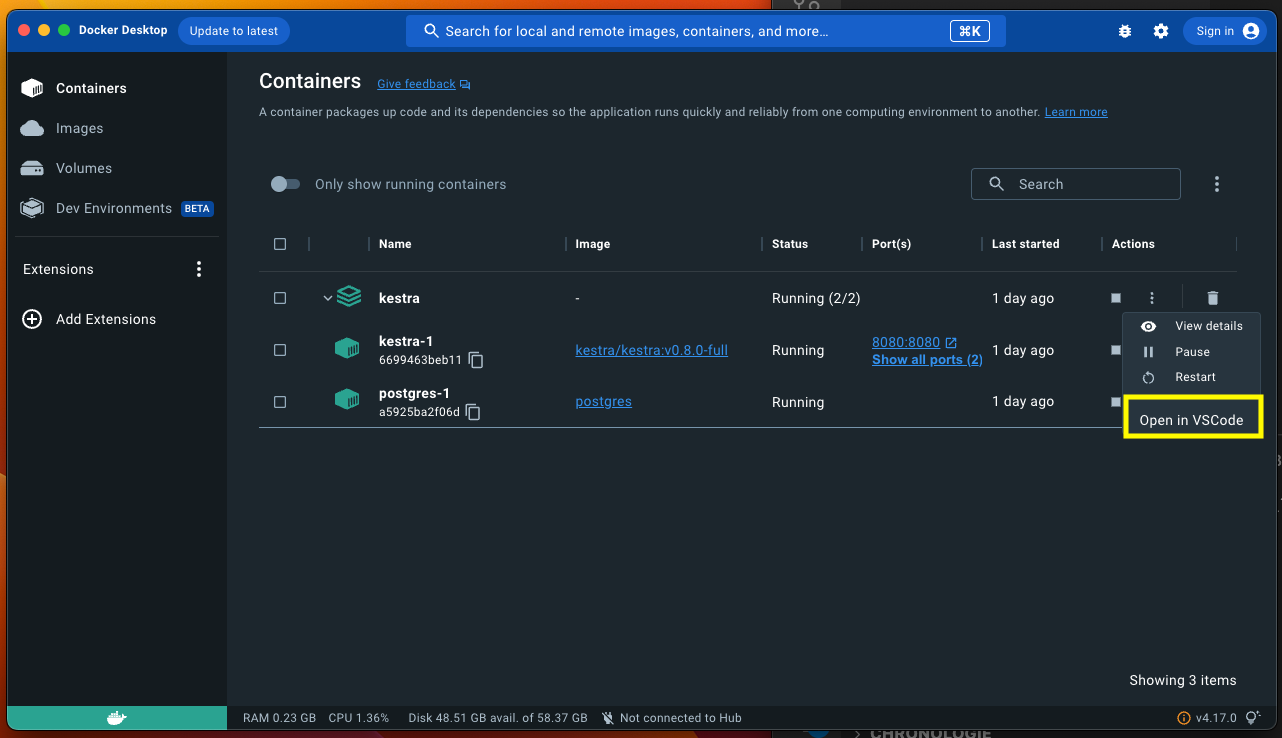 Docker Desktop
Update to latest
Search for local and remote images, containers, and more…
⌘K
Sign in
Containers
Images
Volumes
Dev Environments BETA
Extensions
Add Extensions
Containers
Give feedback
A container packages up code and its dependencies so the application runs quickly and reliably from one computing environment to another. Learn more
Only show running containers
Search
Name Image Status Port(s) Last started Actions
kestra - Running (2/2) 1 day ago
kestra-1
6699463beb11
kestra/kestra:v0.8.0-full
Running
8080:8080
Show all ports (2)
1 day ago
postgres-1
a5925ba2f06d
postgres
Running
1 day ago
View details
Pause
Restart
Open in VSCode
Showing 3 items
RAM 0.23 GB CPU 1.36% Disk 48.51 GB avail. of 58.37 GB Not connected to Hub
v4.17.0
CHRONOLOGIE